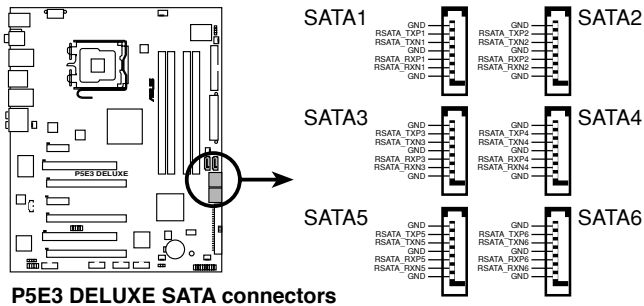 SATA1
GND
RSATA_TXP1
RSATA_TXN1
GND
RSATA_RXP1
RSATA_RXN1
GND
SATA2
GND
RSATA_TXP2
RSATA_TXN2
GND
RSATA_RXP2
RSATA_RXN2
GND
SATA3
GND
RSATA_TXP3
RSATA_TXN3
GND
RSATA_RXP3
RSATA_RXN3
GND
SATA4
GND
RSATA_TXP4
RSATA_TXN4
GND
RSATA_RXP4
RSATA_RXN4
GND
SATA5
GND
RSATA_TXP5
RSATA_TXN5
GND
RSATA_RXP5
RSATA_RXN5
GND
SATA6
GND
RSATA_TXP6
RSATA_TXN6
GND
RSATA_RXP6
RSATA_RXN6
GND
ASUS
P5E3 DELUXE
P5E3 DELUXE SATA connectors